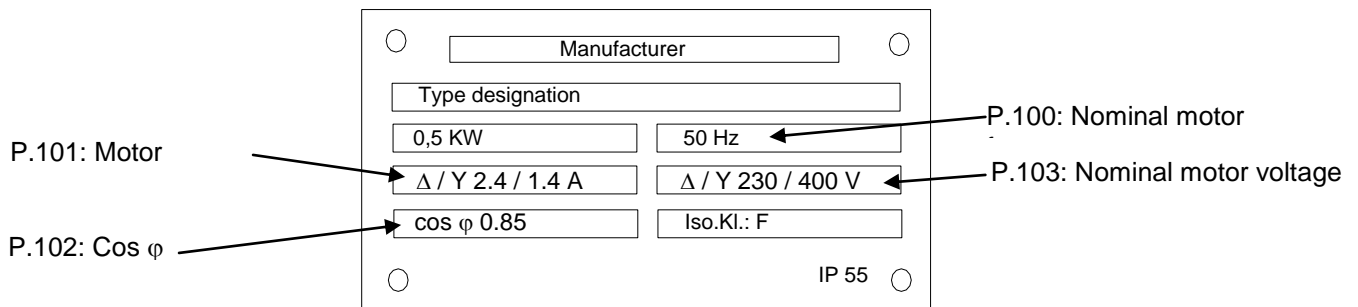 Manufacturer
Type designation
0,5 KW 50 Hz
Δ / Y 2.4 / 1.4 A Δ / Y 230 / 400 V
cos φ 0.85 Iso.Kl.: F
IP 55
P.101: Motor
P.102: Cos φ
P.100: Nominal motor
P.103: Nominal motor voltage